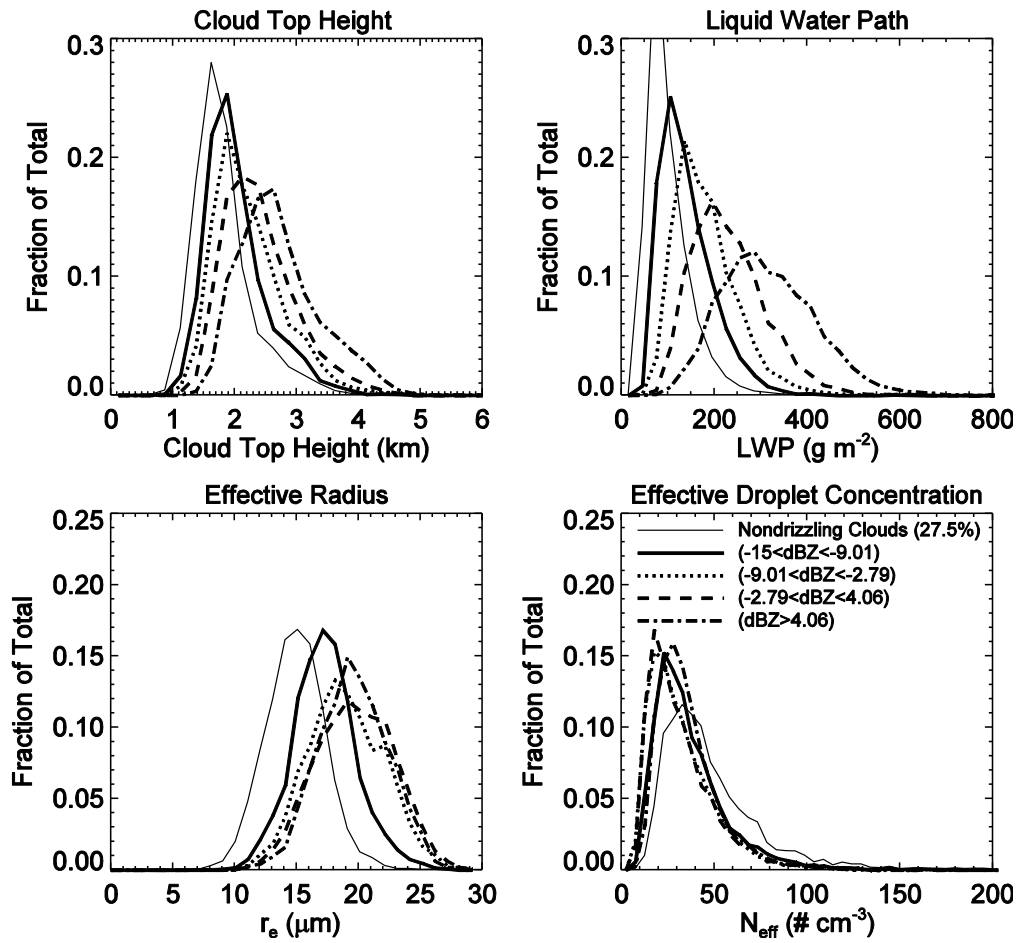 Cloud Top Height
0.3
0.2
0.1
0.0
Fraction of Total
0 1 2 3 4 5 6
Cloud Top Height (km)
Liquid Water Path
0.3
0.2
0.1
0.0
Fraction of Total
0 200 400 600 800
LWP (g m⁻²)
Effective Radius
0.25
0.20
0.15
0.10
0.05
0.00
Fraction of Total
0 5 10 15 20 25 30
rₑ (μm)
Effective Droplet Concentration
0.25
0.20
0.15
0.10
0.05
0.00
Fraction of Total
Nondrizzling Clouds (27.5%)
(-15<dBZ<-9.01)
(-9.01<dBZ<-2.79)
(-2.79<dBZ<4.06)
(dBZ>4.06)
0 50 100 150 200
N_eff (# cm⁻³)